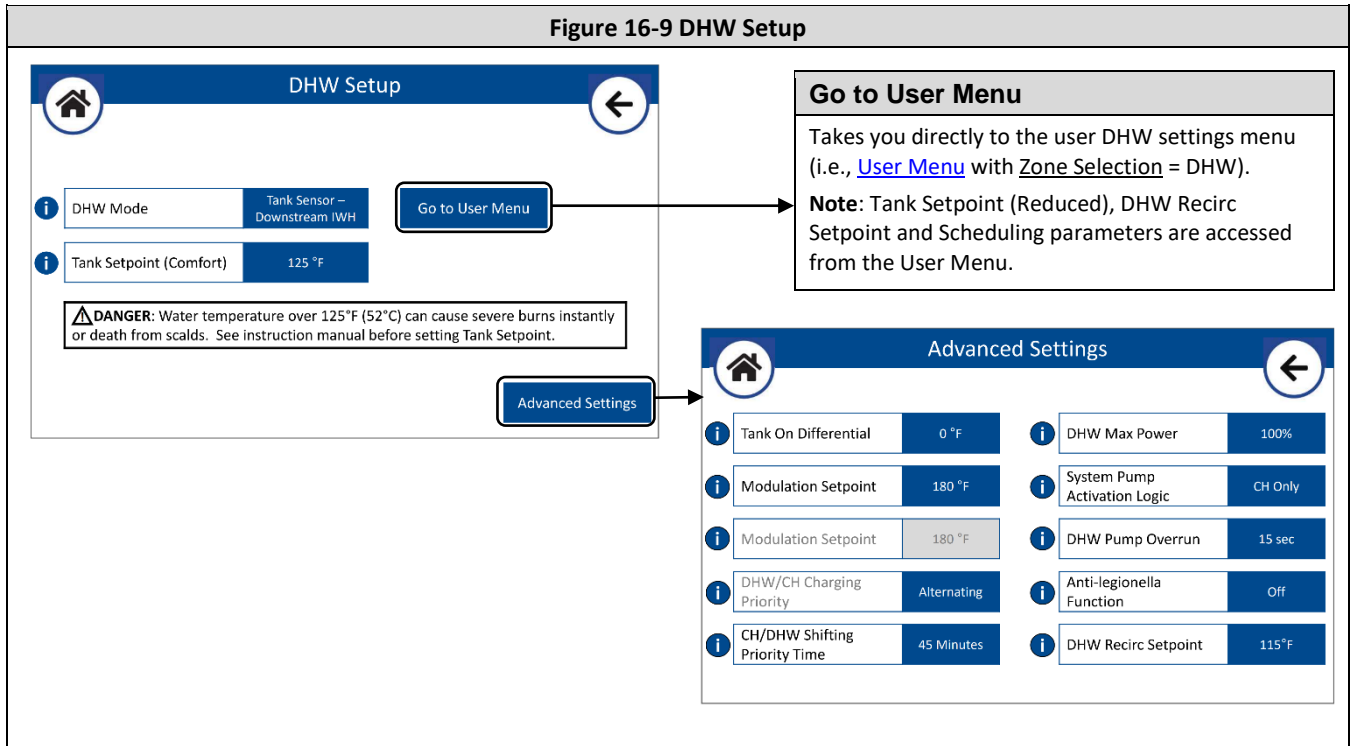 Figure 16-9 DHW Setup
DHW Setup
i
DHW Mode
Tank Sensor –
Downstream IWH
Go to User Menu
i
Tank Setpoint (Comfort)
125 °F
DANGER: Water temperature over 125°F (52°C) can cause severe burns instantly
or death from scalds. See instruction manual before setting Tank Setpoint.
Advanced Settings
Go to User Menu
Takes you directly to the user DHW settings menu
(i.e., User Menu with Zone Selection = DHW).
Note: Tank Setpoint (Reduced), DHW Recirc
Setpoint and Scheduling parameters are accessed
from the User Menu.
Advanced Settings
i
Tank On Differential
0 °F
i
DHW Max Power
100%
i
Modulation Setpoint
180 °F
i
System Pump
Activation Logic
CH Only
i
Modulation Setpoint
180 °F
i
DHW Pump Overrun
15 sec
i
DHW/CH Charging
Priority
Alternating
i
Anti-legionella
Function
Off
i
CH/DHW Shifting
Priority Time
45 Minutes
i
DHW Recirc Setpoint
115°F